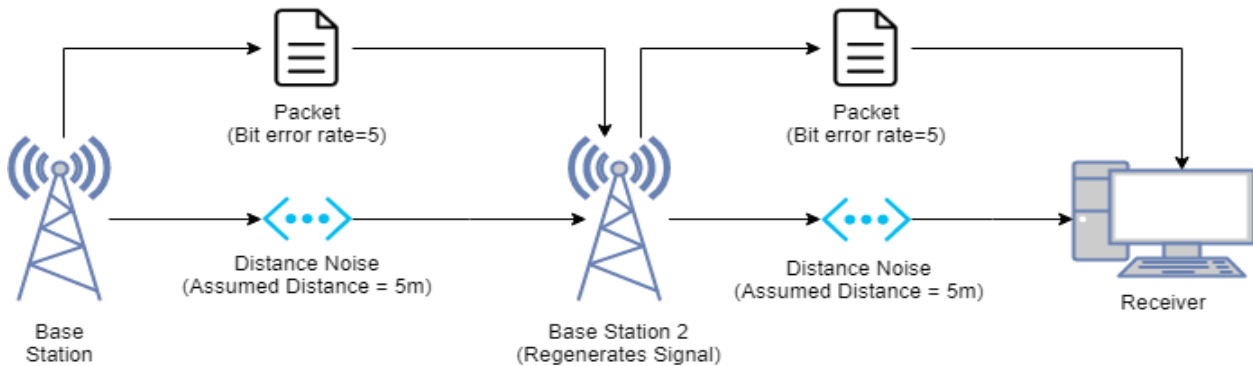 Packet
(Bit error rate=5)
Packet
(Bit error rate=5)
Distance Noise
(Assumed Distance = 5m)
Distance Noise
(Assumed Distance = 5m)
Base
Station
Base Station 2
(Regenerates Signal)
Receiver